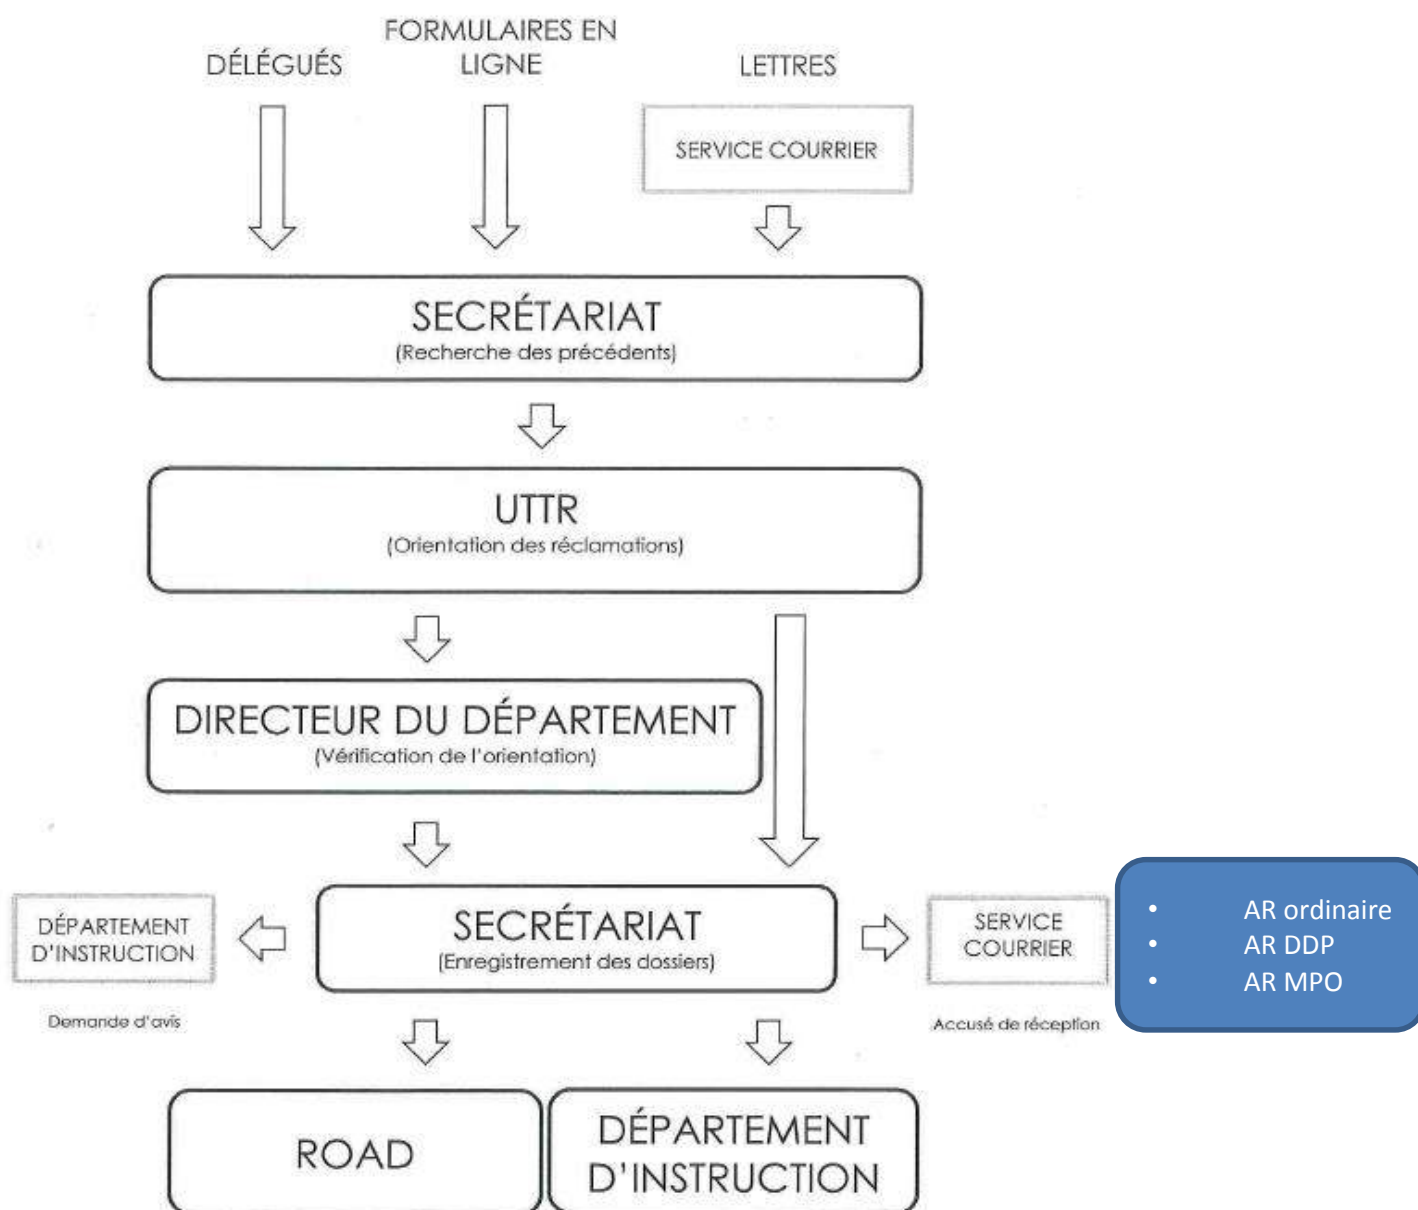 DÉLÉGUÉS
FORMULAIRES EN
LIGNE
LETTRES
SERVICE COURRIER
SECRÉTARIAT
(Recherche des précédents)
UTTR
(Orientation des réclamations)
DIRECTEUR DU DÉPARTEMENT
(Vérification de l'orientation)
DÉPARTEMENT
D'INSTRUCTION
Demande d'avis
SECRÉTARIAT
(Enregistrement des dossiers)
SERVICE
COURRIER
Accusé de réception
• AR ordinaire
• AR DDP
• AR MPO
ROAD
DÉPARTEMENT
D'INSTRUCTION